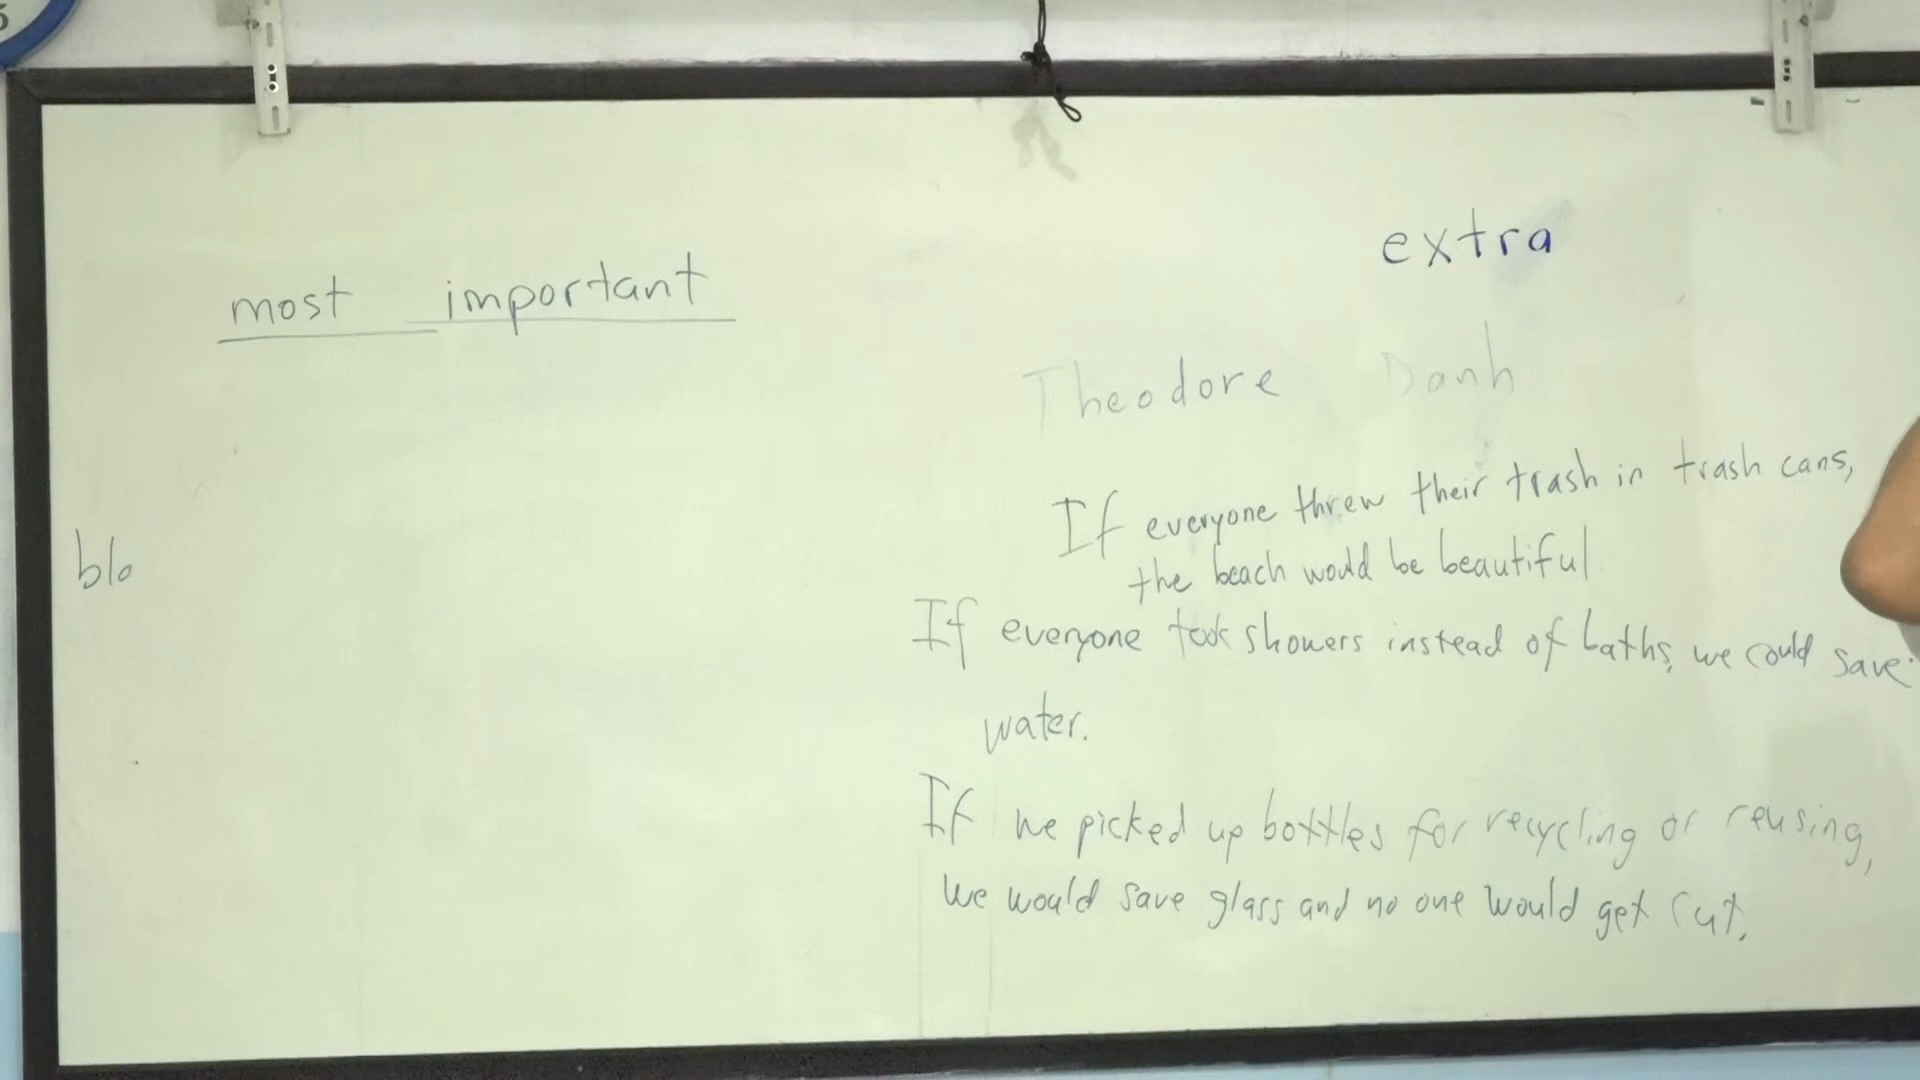 5
extra
most important
Theodore Danh
If everyone threw their trash in trash cans,
the beach would be beautiful
blo
If everyone took showers instead of baths, we could save
water.
If we picked up bottles for recycling or reusing,
we would save glass and no one would get cut.